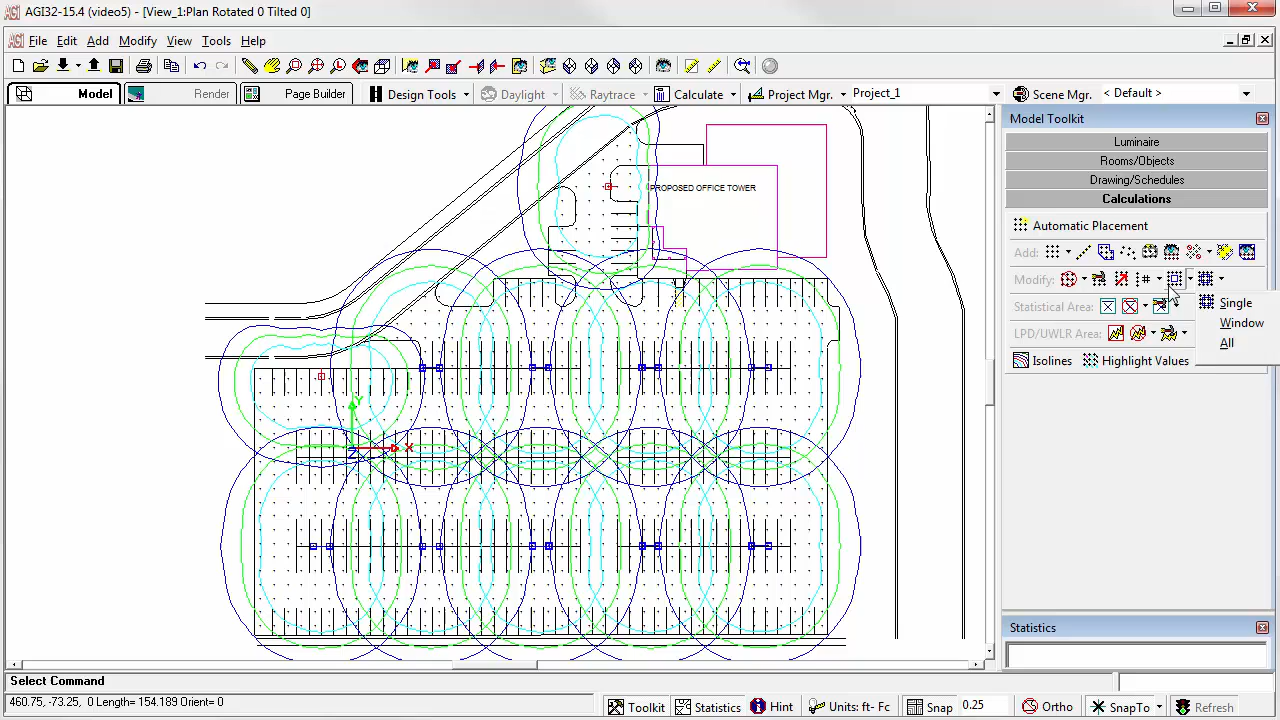 AGI32-15.4 (video5) - [View_1:Plan Rotated 0 Tilted 0]
AGI File Edit Add Modify View Tools Help
Model Render Page Builder Design Tools Daylight Raytrace Calculate Project Mgr. Project_1 Scene Mgr. < Default >
Model Toolkit
Luminaire
Rooms/Objects
Drawing/Schedules
Calculations
Automatic Placement
Add:
Modify:
Statistical Area:
LPD/UWLR Area:
Single
Window
All
Isolines Highlight Values
PROPOSED OFFICE TOWER
Y
X
Z
Statistics
Select Command
460.75, -73.25, 0 Length= 154.189 Orient= 0
Toolkit Statistics Hint Units: ft- Fc Snap 0.25 Ortho SnapTo Refresh